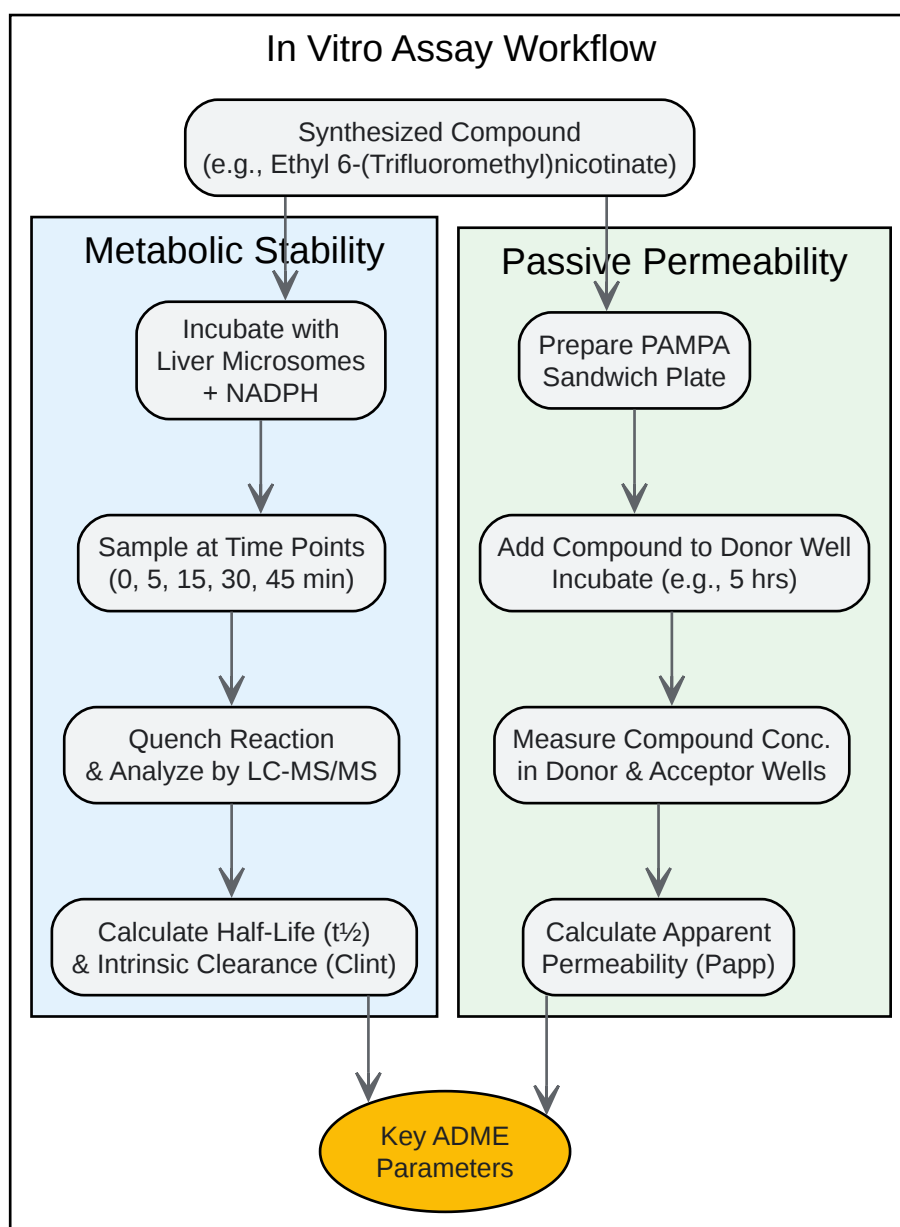 In Vitro Assay Workflow
Synthesized Compound
(e.g., Ethyl 6-(Trifluoromethyl)nicotinate)
Metabolic Stability
Incubate with
Liver Microsomes
+ NADPH
Sample at Time Points
(0, 5, 15, 30, 45 min)
Quench Reaction
& Analyze by LC-MS/MS
Calculate Half-Life (t½)
& Intrinsic Clearance (Clint)
Passive Permeability
Prepare PAMPA
Sandwich Plate
Add Compound to Donor Well
Incubate (e.g., 5 hrs)
Measure Compound Conc.
in Donor & Acceptor Wells
Calculate Apparent
Permeability (Papp)
Key ADME
Parameters